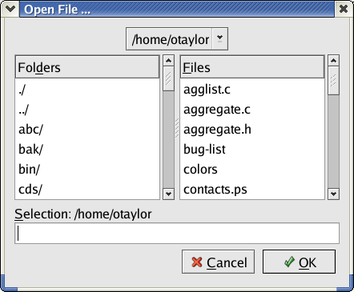 Open File ...
/home/otaylor
Folders
Files
./
agglist.c
../
aggregate.c
abc/
aggregate.h
bak/
bug-list
bin/
colors
cds/
contacts.ps
Selection: /home/otaylor
Cancel
OK